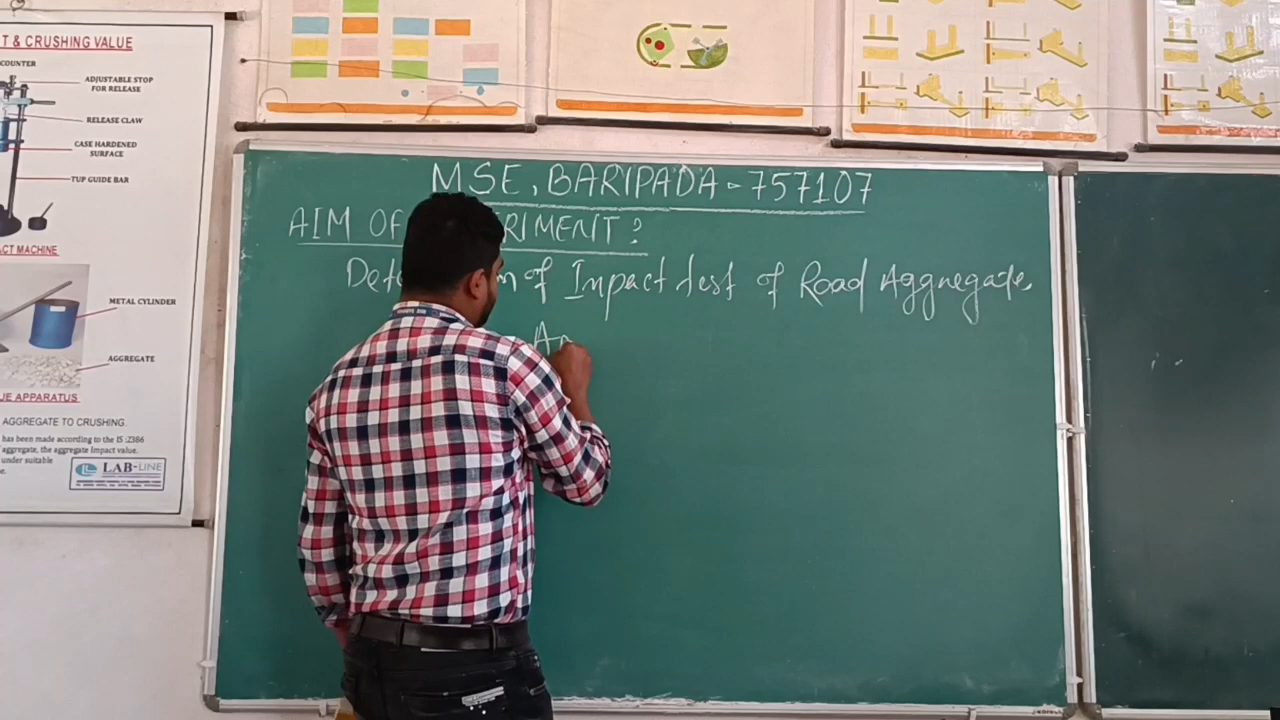 T & CRUSHING VALUE
COUNTER
ADJUSTABLE STOP
FOR RELEASE
RELEASE CLAW
CASE HARDENED
SURFACE
TUP GUIDE BAR
ACT MACHINE
METAL CYLINDER
AGGREGATE
UE APPARATUS
AGGREGATE TO CRUSHING.
has been made according to the IS :2386
aggregate, the aggregate Impact value.
under suitable
LAB-LINE
MSE, BARIPADA - 757107
AIM OF RIMENT?
Dete n of Impact test of Road Aggregate.